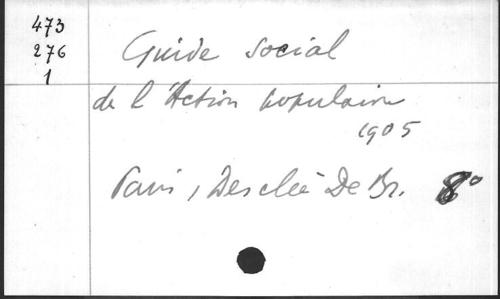 473
276
1
Guide social
de l'Action populaire
1905
Paris, Desclée De Br. 8°